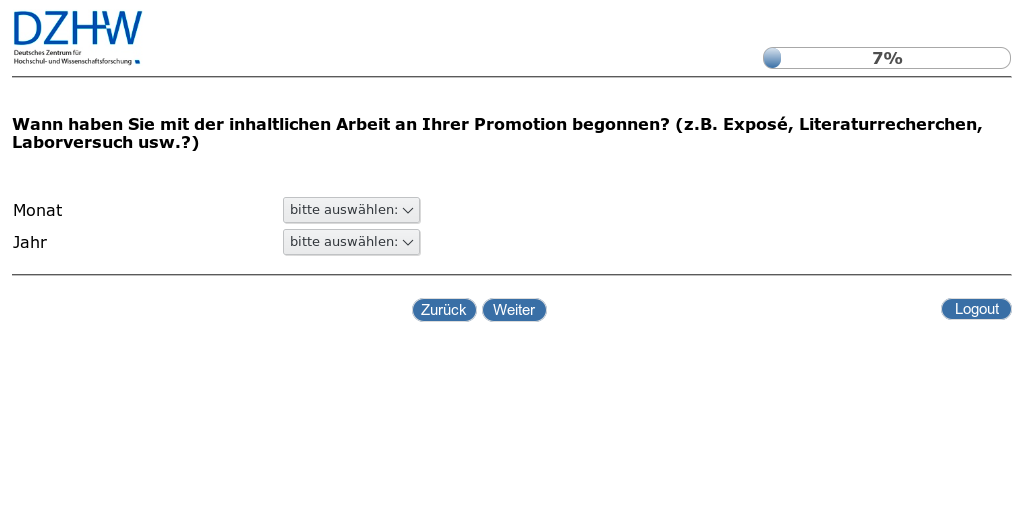 DZHW
Deutsches Zentrum für
Hochschul- und Wissenschaftsforschung
7%
Wann haben Sie mit der inhaltlichen Arbeit an Ihrer Promotion begonnen? (z.B. Exposé, Literaturrecherchen,
Laborversuch usw.?)
Monat bitte auswählen:
Jahr bitte auswählen:
Zurück Weiter Logout